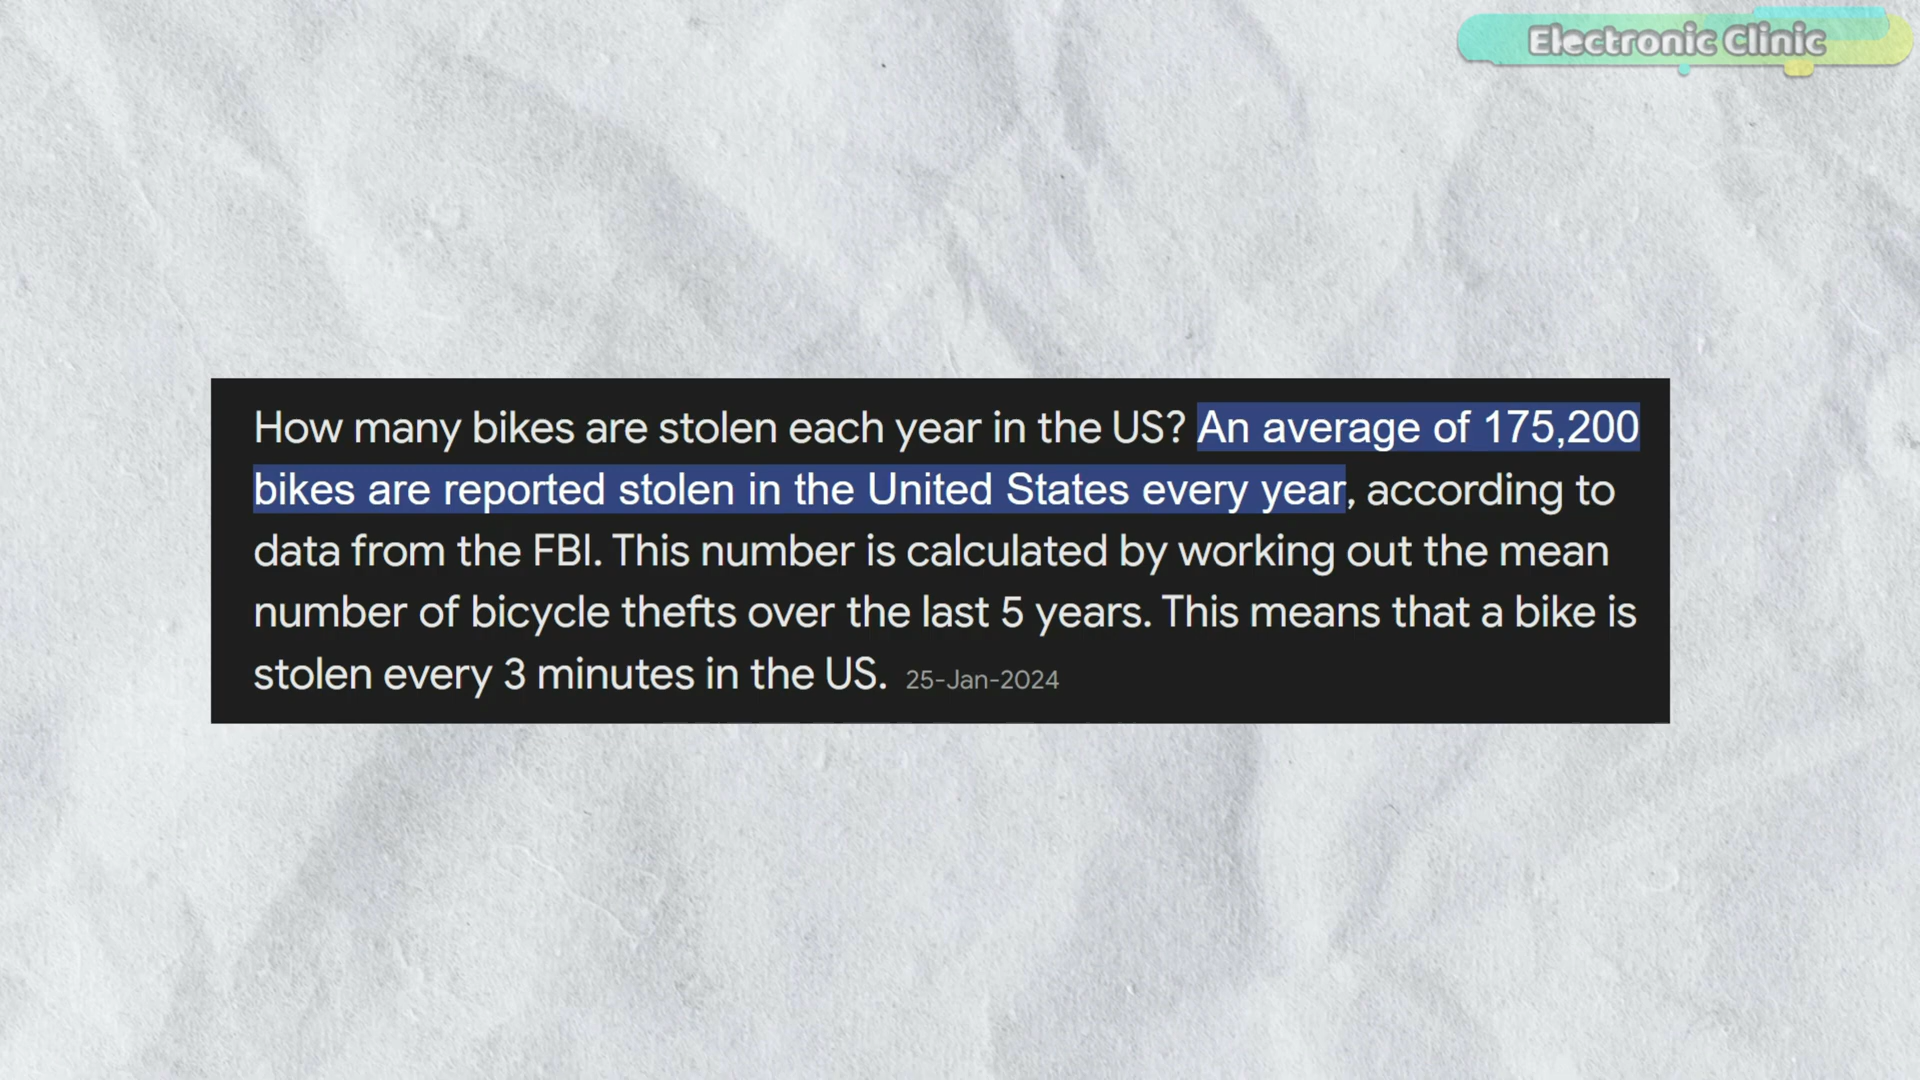 Electronic Clinic
How many bikes are stolen each year in the US? An average of 175,200
bikes are reported stolen in the United States every year, according to
data from the FBI. This number is calculated by working out the mean
number of bicycle thefts over the last 5 years. This means that a bike is
stolen every 3 minutes in the US. 25-Jan-2024